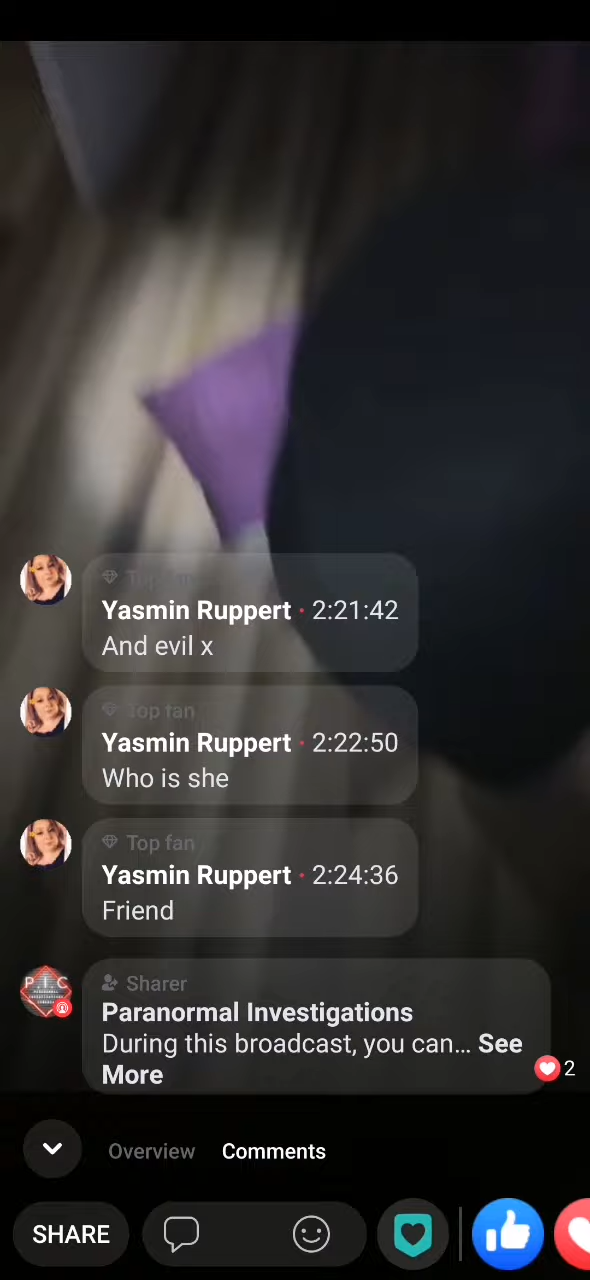 Top fan
Yasmin Ruppert • 2:21:42
And evil x
Top fan
Yasmin Ruppert • 2:22:50
Who is she
Top fan
Yasmin Ruppert • 2:24:36
Friend
P I C
Sharer
Paranormal Investigations
During this broadcast, you can... See
More
2
Overview Comments
SHARE